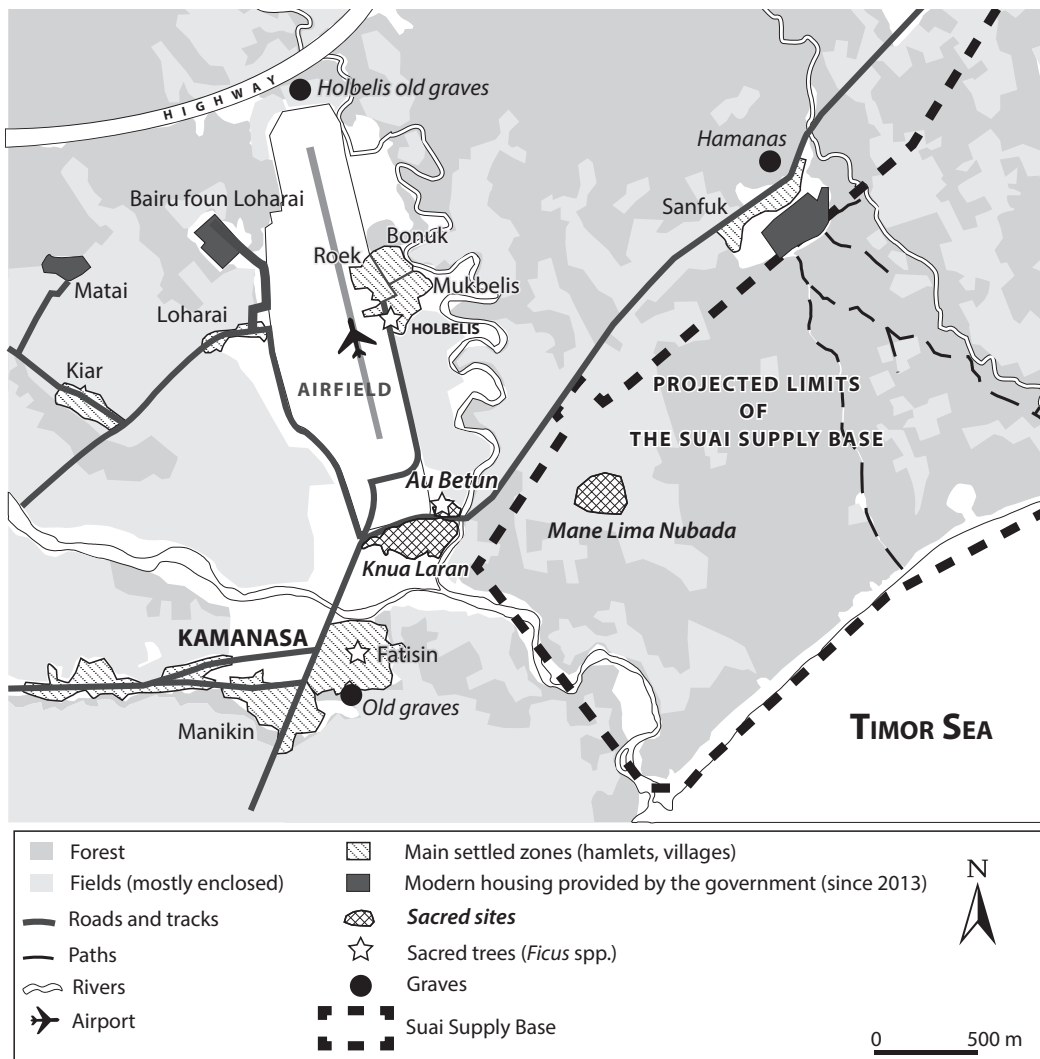 HIGHWAY
Holbelis old graves
Hamanas
Bairu foun Loharai
Sanfuk
Bonuk
Roek
Matai
Mukbelis
Loharai
HOLBELIS
Kiar
AIRFIELD
PROJECTED LIMITS
OF
THE SUAI SUPPLY BASE
Au Betun
Mane Lima Nubada
Knua Laran
KAMANASA
Fatisin
Old graves
Manikin
TIMOR SEA
Forest
Fields (mostly enclosed)
Roads and tracks
Paths
Rivers
Airport
Main settled zones (hamlets, villages)
Modern housing provided by the government (since 2013)
Sacred sites
Sacred trees (Ficus spp.)
Graves
Suai Supply Base
N
0 500 m